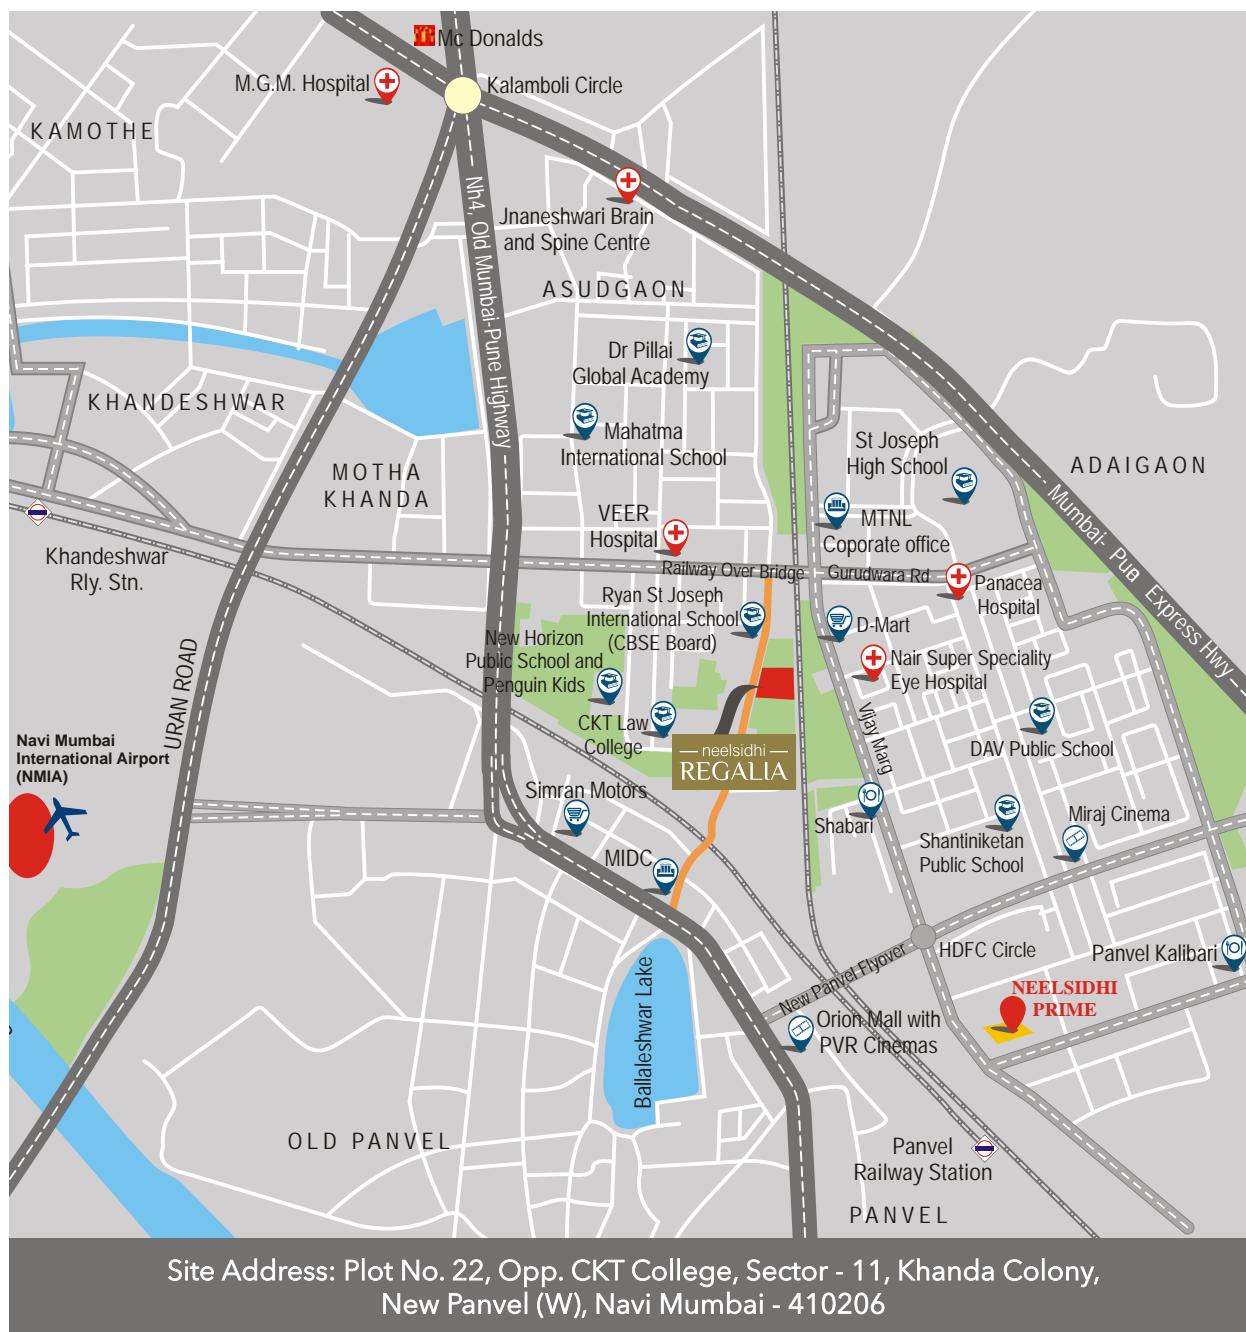 Mc Donalds
M.G.M. Hospital
Kalamboli Circle
KAMOTHE
Jnaneshwari Brain
and Spine Centre
Nh4, Old Mumbai-Pune Highway
ASUDGAON
Dr Pillai
Global Academy
KHANDESHWAR
Mahatma
International School
St Joseph
High School
ADAIGAON
MOTHA
KHANDA
VEER
Hospital
MTNL
Coporate office
Mumbai- Pua Express Hwy
Khandeshwar
Rly. Stn.
Railway Over Bridge
Gurudwara Rd
Panacea
Hospital
Ryan St Joseph
International School
(CBSE Board)
D-Mart
New Horizon
Public School and
Penguin Kids
Nair Super Speciality
Eye Hospital
URAN ROAD
CKT Law
College
Vijay Marg
DAV Public School
Navi Mumbai
International Airport
(NMIA)
neelsidhi
REGALIA
Simran Motors
Shabari
Miraj Cinema
Shantiniketan
Public School
MIDC
HDFC Circle
Panvel Kalibari
New Panvel Flyover
Ballaleshwar Lake
NEELSIDHI
PRIME
Orion Mall with
PVR Cinemas
OLD PANVEL
Panvel
Railway Station
PANVEL
Site Address: Plot No. 22, Opp. CKT College, Sector - 11, Khanda Colony,
New Panvel (W), Navi Mumbai - 410206